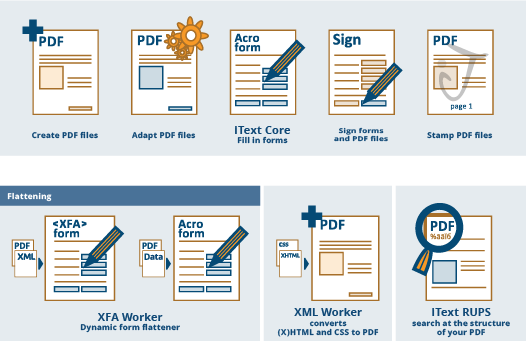 PDF
Create PDF files
PDF
Adapt PDF files
Acro
form
IText Core
Fill in forms
Sign
Sign forms
and PDF files
PDF
page 1
Stamp PDF files
Flattening
PDF
XML
<XFA>
form
PDF
Data
Acro
form
XFA Worker
Dynamic form flattener
CSS
XHTML
PDF
XML Worker
converts
(X)HTML and CSS to PDF
PDF
IText RUPS
search at the structure
of your PDF